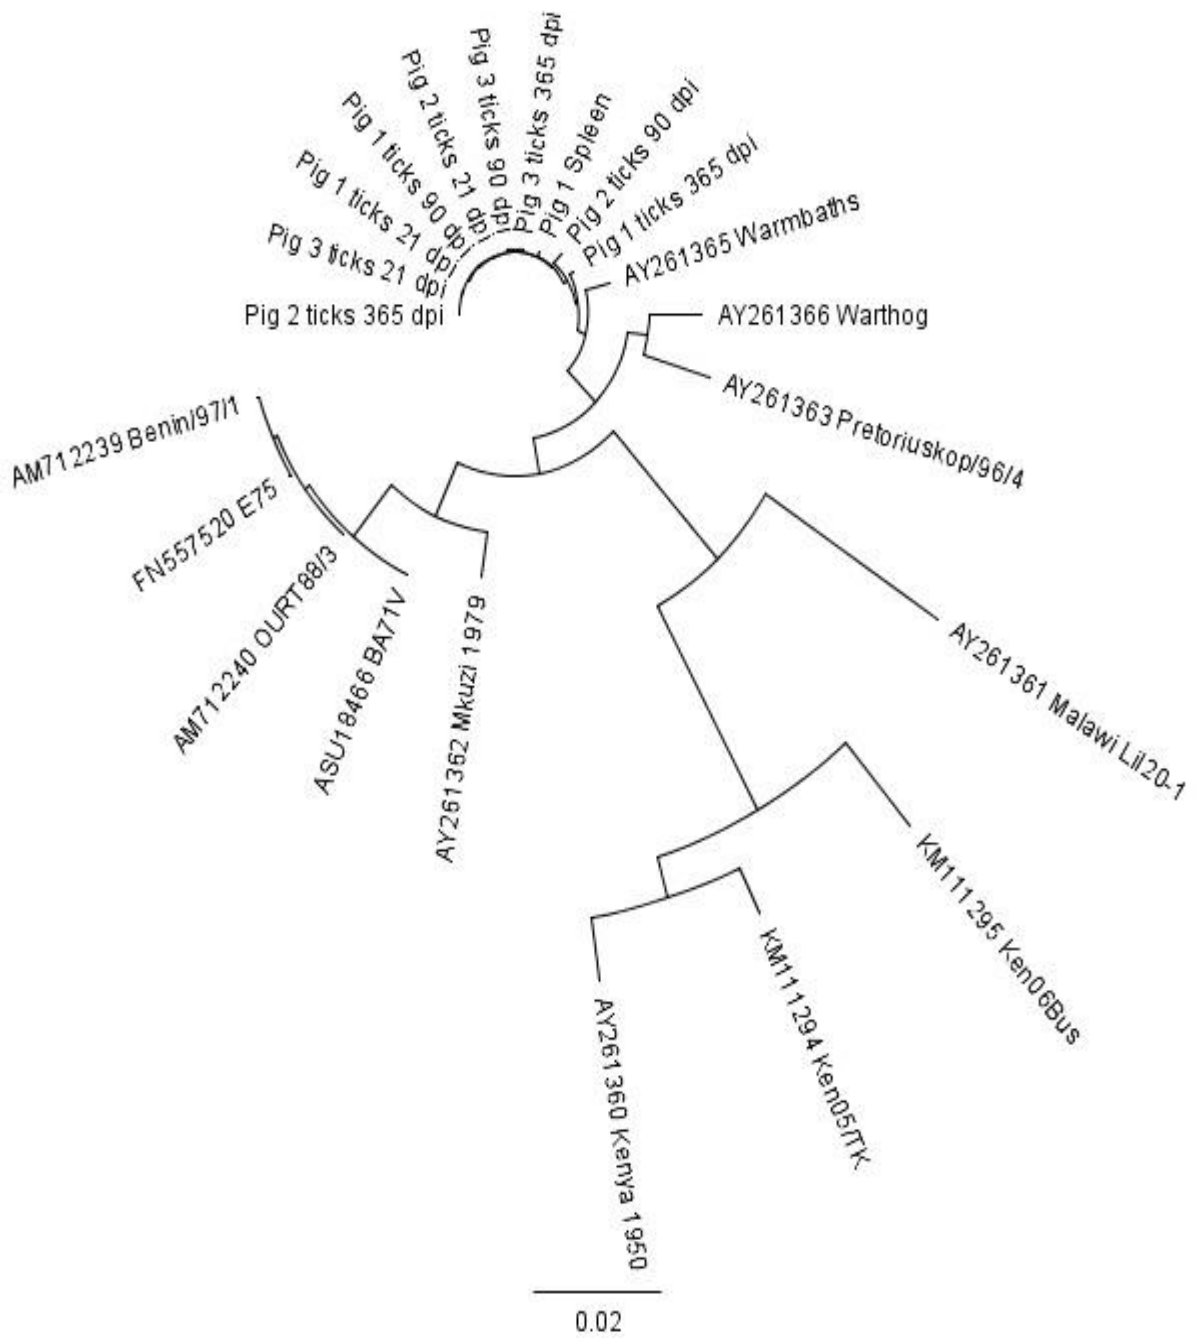 Pig 2 ticks 365 dpi
Pig 3 ticks 21 dpi
Pig 1 ticks 21 dpi
Pig 1 ticks 90 dpi
Pig 2 ticks 21 dpi
Pig 3 ticks 90 dpi
Pig 3 ticks 365 dpi
Pig 1 Spleen
Pig 2 ticks 90 dpi
Pig 1 ticks 365 dpi
AY261365 Warmbaths
AY261366 Warthog
AY261363 Pretoriuskop/96/4
AY261361 Malawi Lil20-1
KM111295 Ken06Bus
KM111294 Ken05/TK
AY261360 Kenya 1950
AY261362 Mkuzi 1979
ASU18466 BA71V
AM712240 OURT88/3
FN557520 E75
AM712239 Benin/97/1
0.02